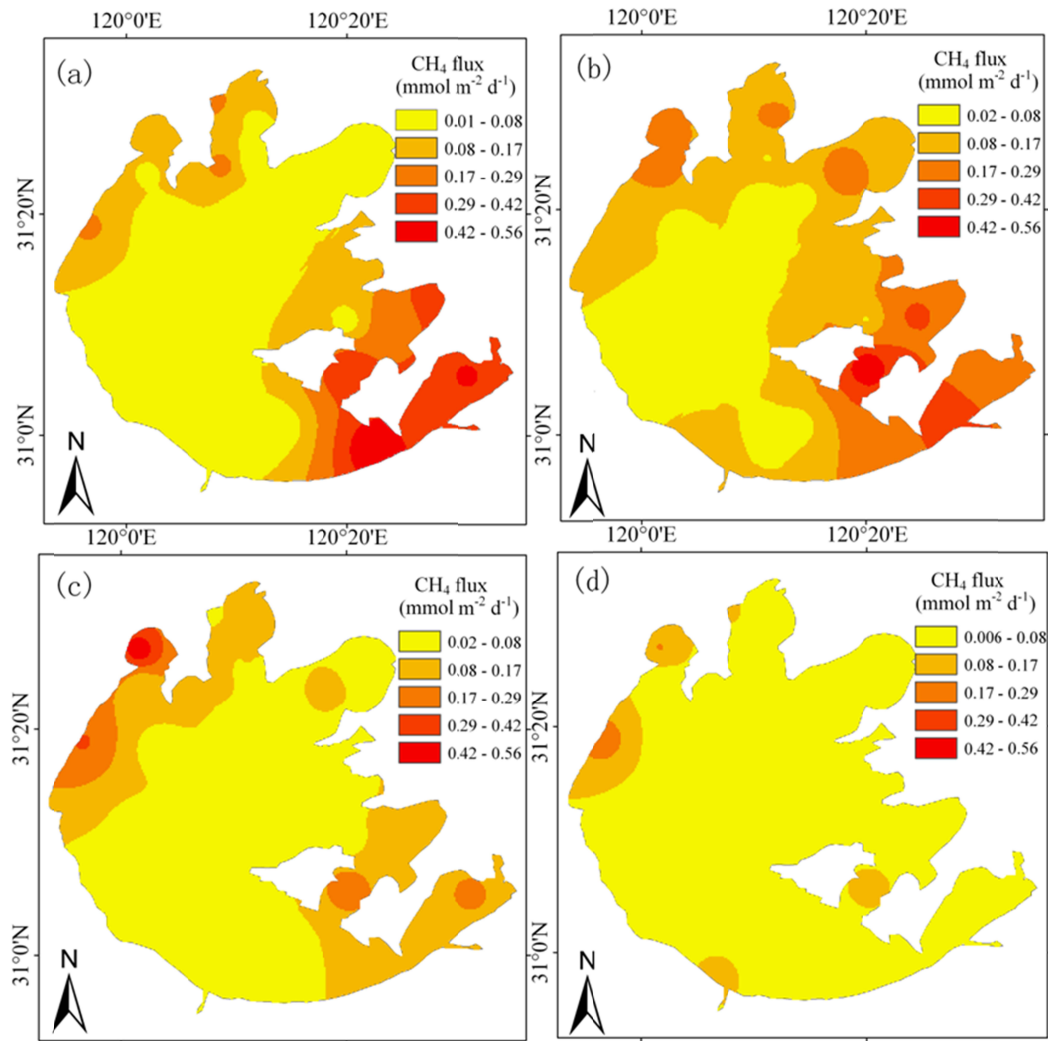 120°0'E 120°20'E 120°0'E 120°20'E
(a)
CH₄ flux
(mmol m⁻² d⁻¹)
0.01 - 0.08
0.08 - 0.17
0.17 - 0.29
0.29 - 0.42
0.42 - 0.56
31°20'N
31°0'N
N
(b)
CH₄ flux
(mmol m⁻² d⁻¹)
0.02 - 0.08
0.08 - 0.17
0.17 - 0.29
0.29 - 0.42
0.42 - 0.56
31°20'N
31°0'N
N
120°0'E 120°20'E 120°0'E 120°20'E
(c)
CH₄ flux
(mmol m⁻² d⁻¹)
0.02 - 0.08
0.08 - 0.17
0.17 - 0.29
0.29 - 0.42
0.42 - 0.56
31°20'N
31°0'N
N
(d)
CH₄ flux
(mmol m⁻² d⁻¹)
0.006 - 0.08
0.08 - 0.17
0.17 - 0.29
0.29 - 0.42
0.42 - 0.56
31°20'N
31°0'N
N